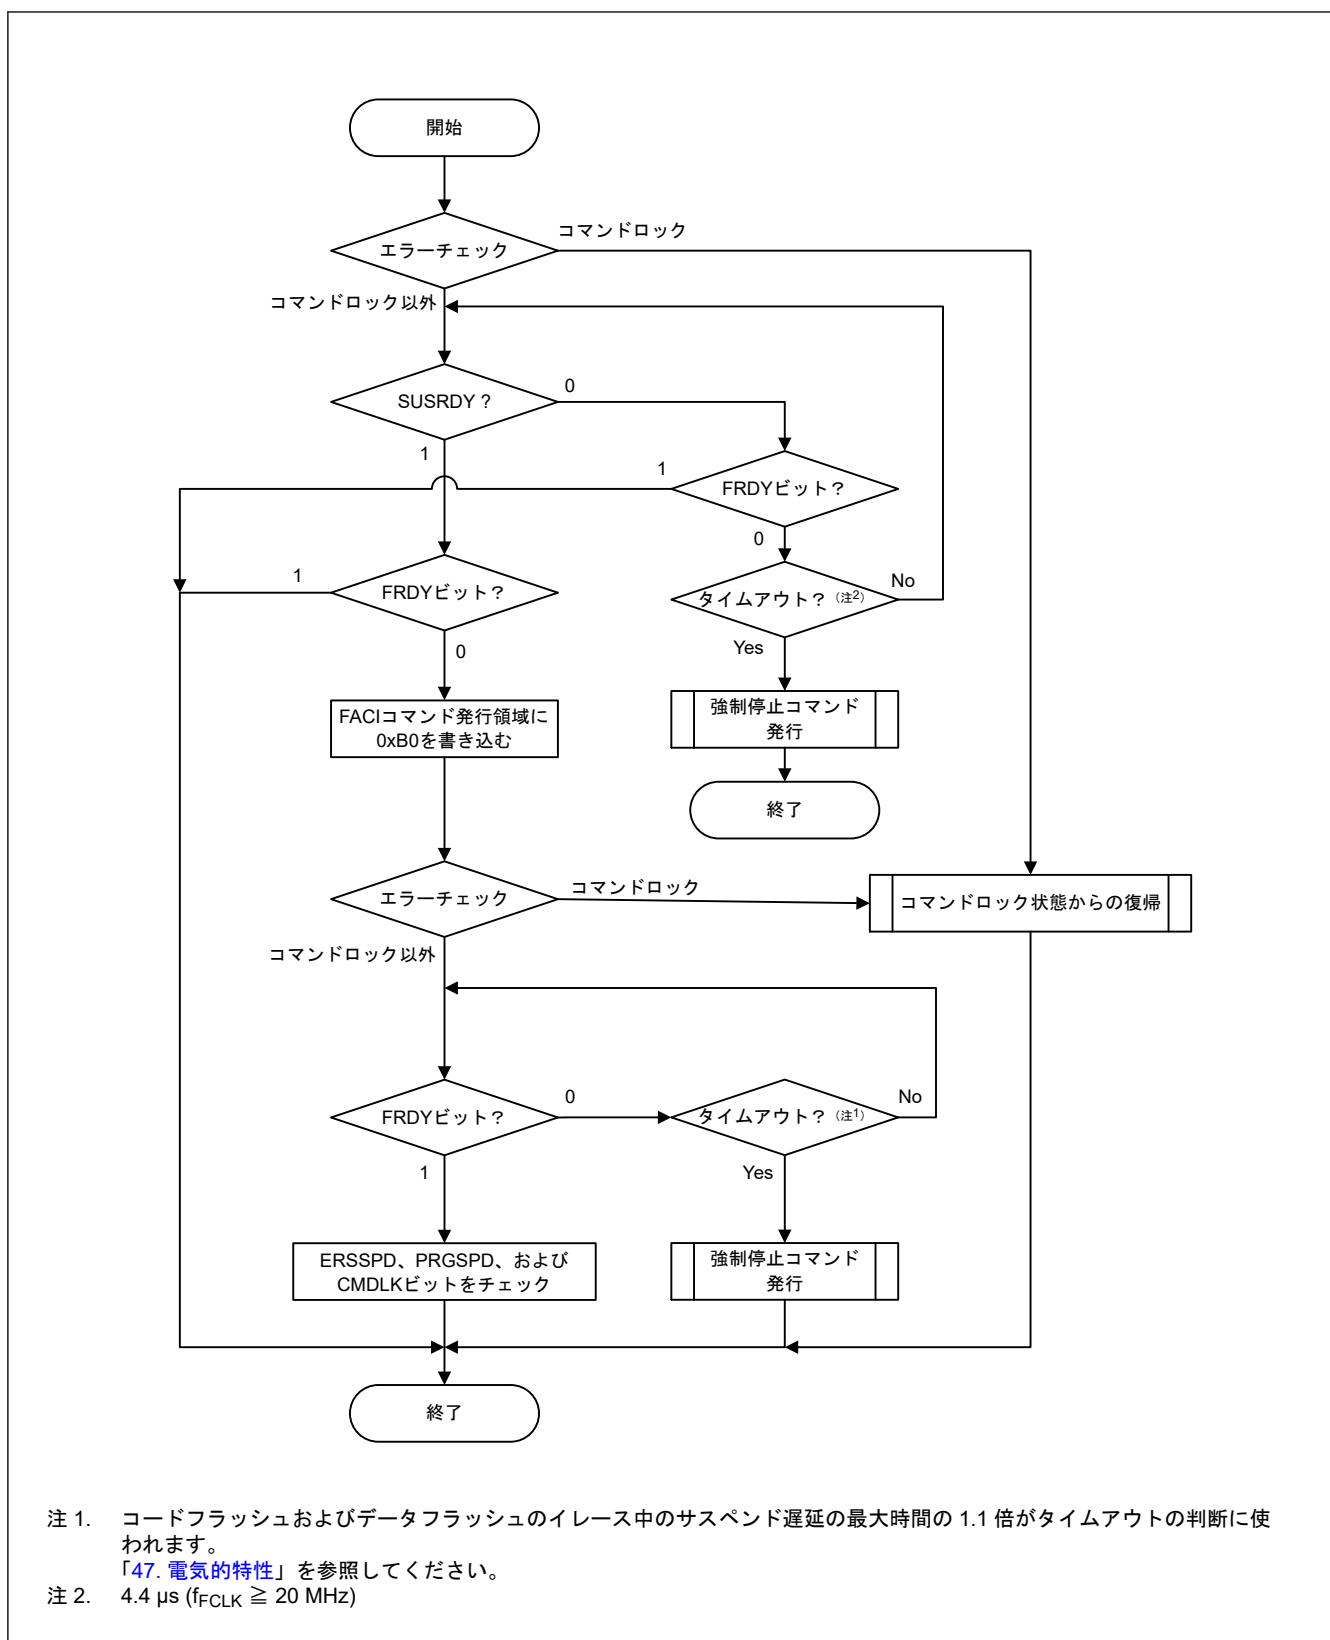 開始
エラーチェック
コマンドロック
コマンドロック以外
SUSRDY ?
0
1
FRDYビット？
1
0
FRDYビット？
1
0
タイムアウト？（注2）
No
Yes
FACIコマンド発行領域に
0xB0を書き込む
強制停止コマンド
発行
終了
エラーチェック
コマンドロック
コマンドロック状態からの復帰
コマンドロック以外
FRDYビット？
0
タイムアウト？（注1）
No
1
Yes
ERSSPD、PRGSPD、および
CMDLKビットをチェック
強制停止コマンド
発行
終了
注 1. コードフラッシュおよびデータフラッシュのイレース中のサスペンド遅延の最大時間の 1.1 倍がタイムアウトの判断に使
われます。
「47. 電気的特性」を参照してください。
注 2. 4.4 µs (fFCLK ≧ 20 MHz)